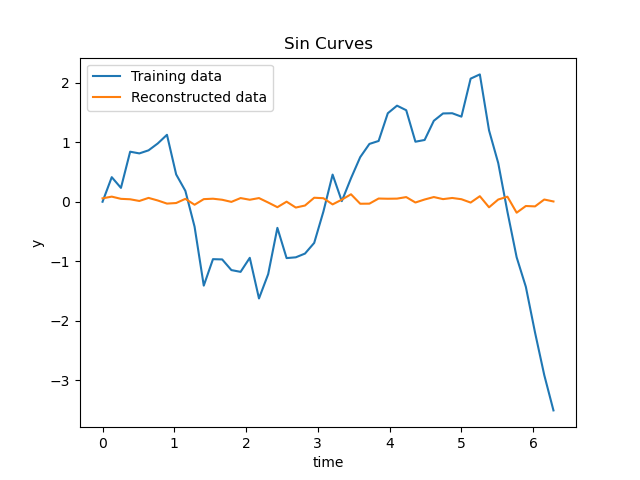 Sin Curves
Training data
Reconstructed data
2
1
0
−1
−2
−3
y
0 1 2 3 4 5 6
time